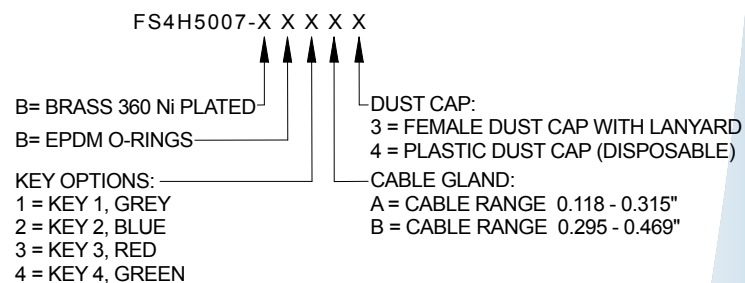 FS4H5007-X X X X X
B= BRASS 360 Ni PLATED
B= EPDM O-RINGS
KEY OPTIONS:
1 = KEY 1, GREY
2 = KEY 2, BLUE
3 = KEY 3, RED
4 = KEY 4, GREEN
DUST CAP:
3 = FEMALE DUST CAP WITH LANYARD
4 = PLASTIC DUST CAP (DISPOSABLE)
CABLE GLAND:
A = CABLE RANGE 0.118 - 0.315"
B = CABLE RANGE 0.295 - 0.469"